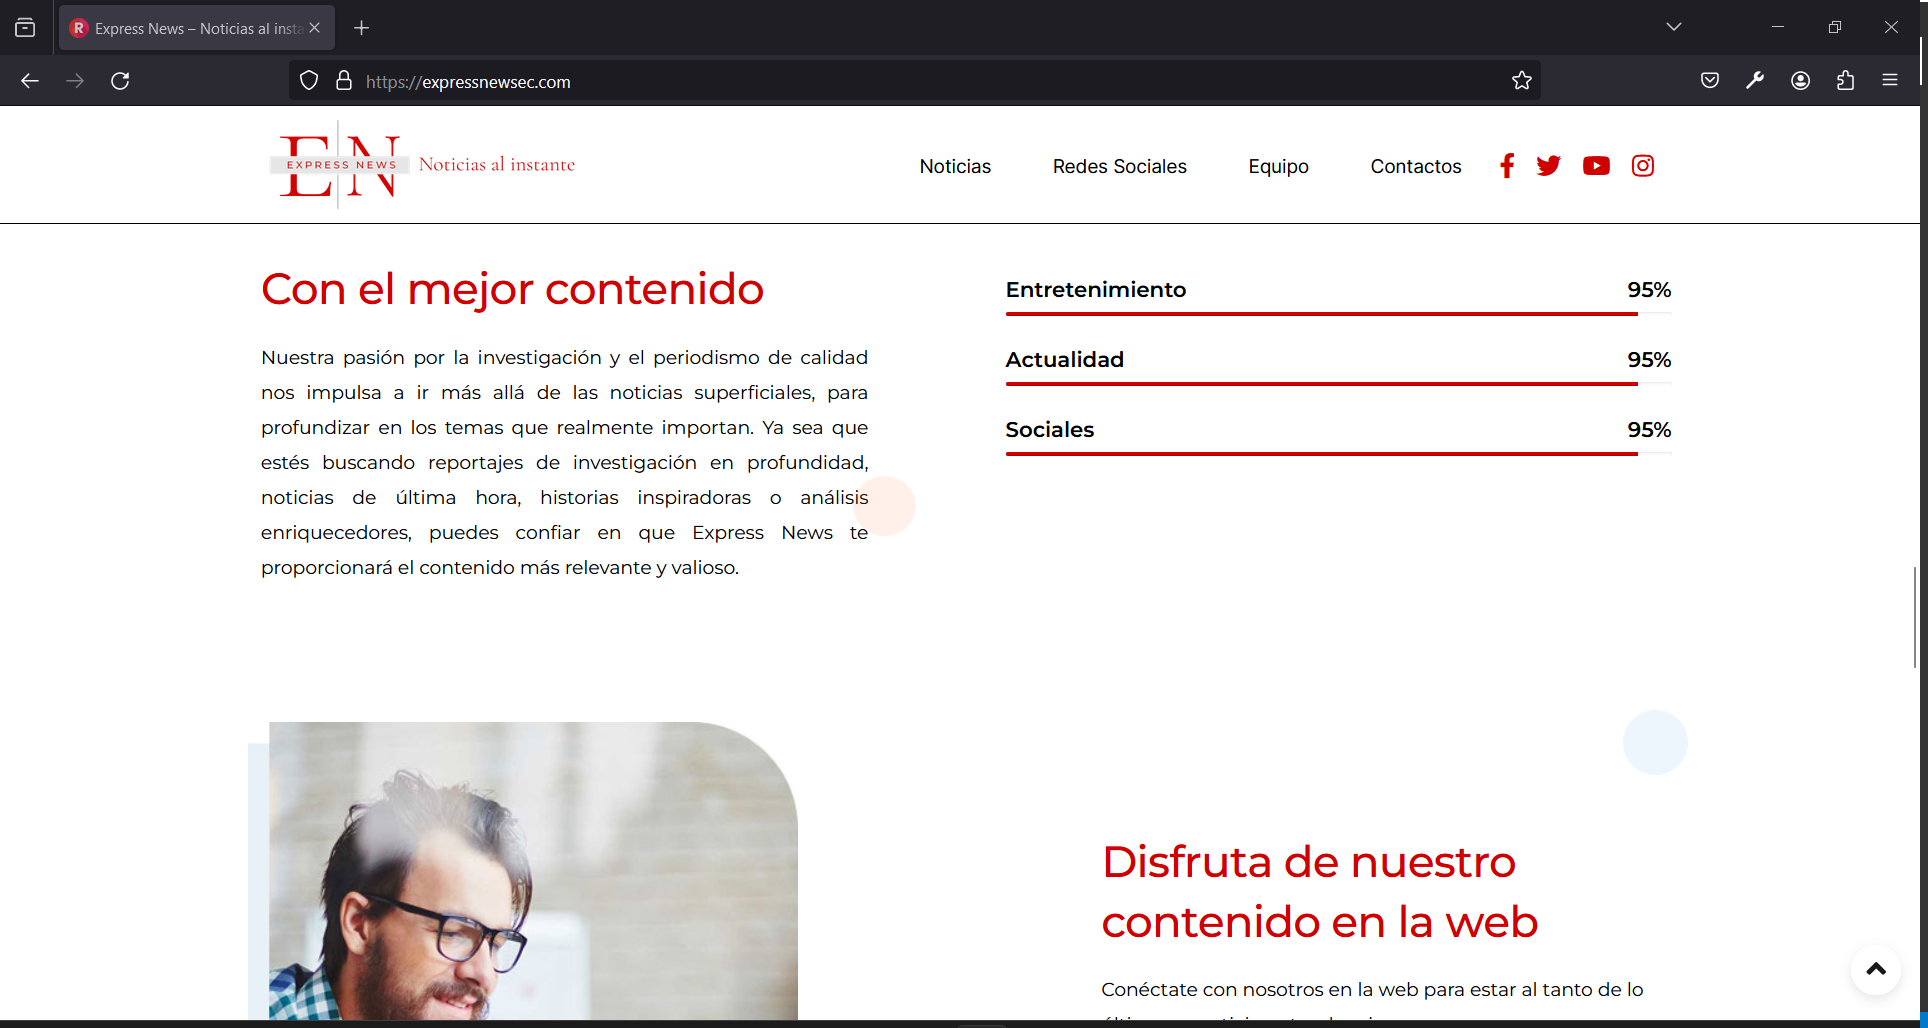 Express News – Noticias al insta
https://expressnewsec.com
EN
EXPRESS NEWS
Noticias al instante
Noticias
Redes Sociales
Equipo
Contactos
Con el mejor contenido
Nuestra pasión por la investigación y el periodismo de calidad
nos impulsa a ir más allá de las noticias superficiales, para
profundizar en los temas que realmente importan. Ya sea que
estés buscando reportajes de investigación en profundidad,
noticias de última hora, historias inspiradoras o análisis
enriquecedores, puedes confiar en que Express News te
proporcionará el contenido más relevante y valioso.
Entretenimiento 95%
Actualidad 95%
Sociales 95%
Disfruta de nuestro
contenido en la web
Conéctate con nosotros en la web para estar al tanto de lo